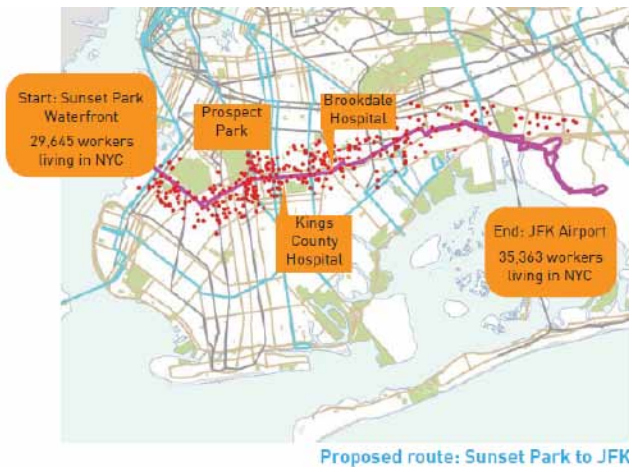 Start: Sunset Park
Waterfront
29,645 workers
living in NYC
Prospect
Park
Brookdale
Hospital
Kings
County
Hospital
End: JFK Airport
35,363 workers
living in NYC
Proposed route: Sunset Park to JFK